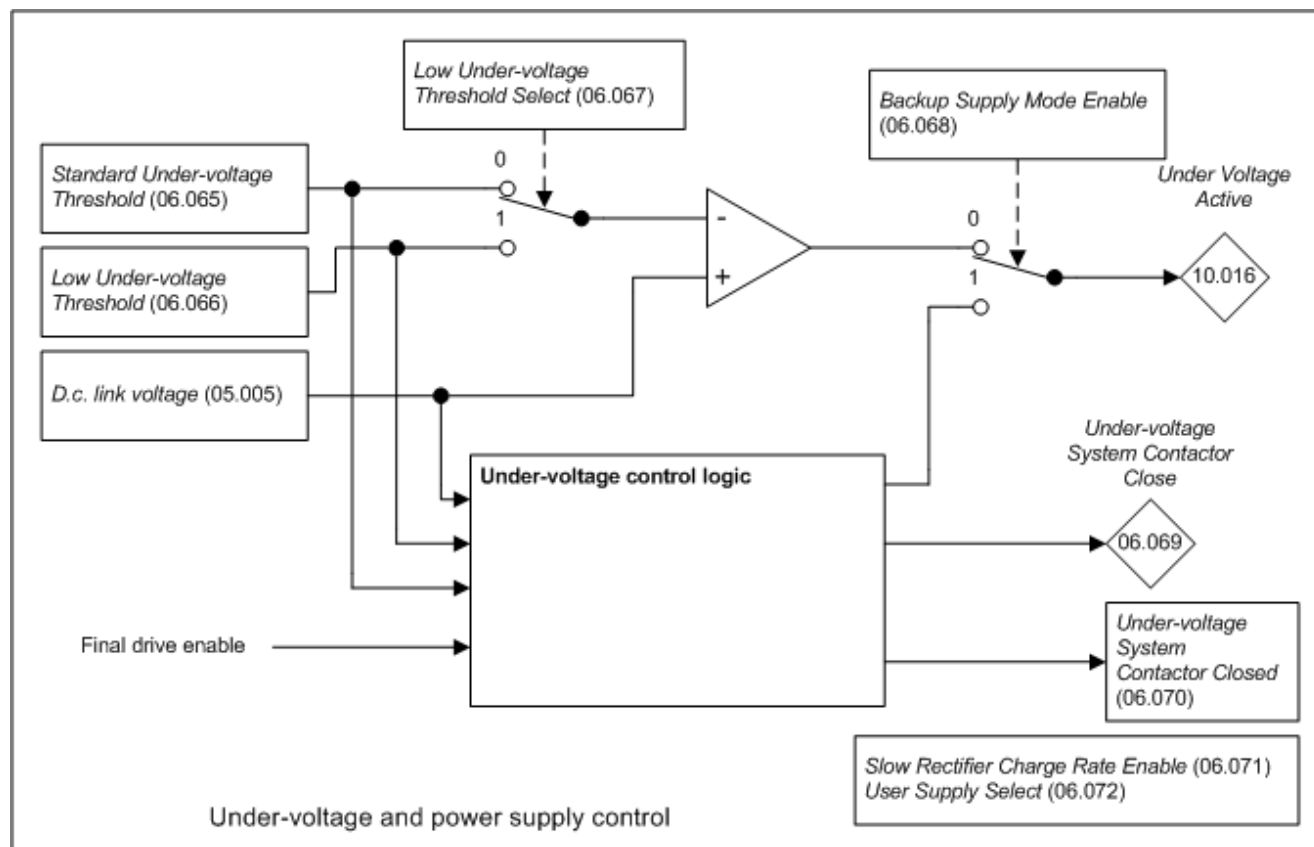 Low Under-voltage
Threshold Select (06.067)
Backup Supply Mode Enable
(06.068)
Standard Under-voltage
Threshold (06.065)
0
1
Under Voltage
Active
Low Under-voltage
Threshold (06.066)
-
+
0
1
10.016
D.c. link voltage (05.005)
Under-voltage control logic
Under-voltage
System Contactor
Close
06.069
Final drive enable
Under-voltage
System
Contactor Closed
(06.070)
Slow Rectifier Charge Rate Enable (06.071)
User Supply Select (06.072)
Under-voltage and power supply control